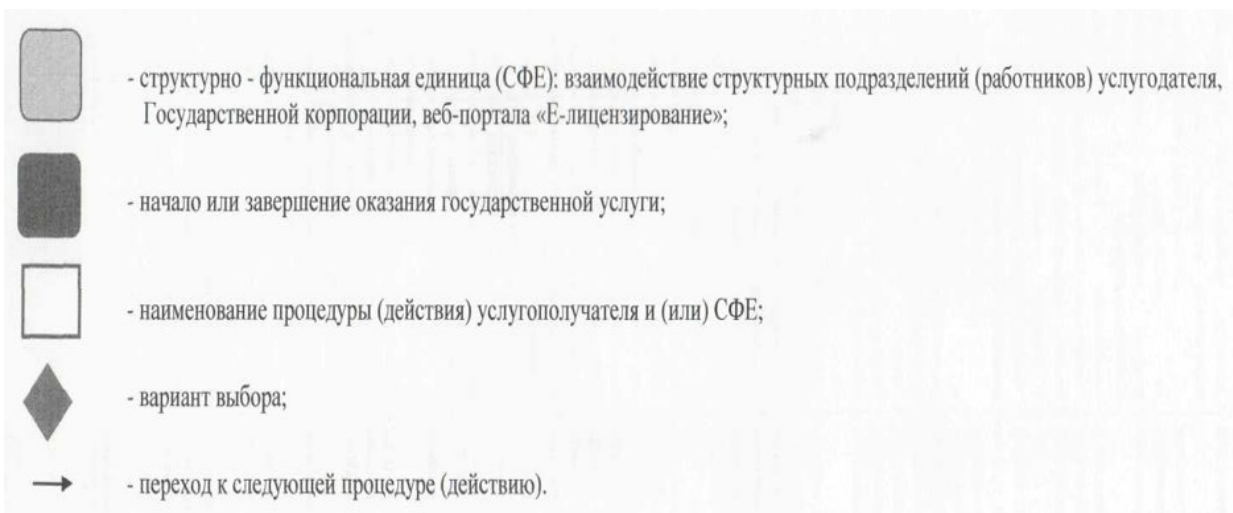 - структурно - функциональная единица (СФЕ): взаимодействие структурных подразделений (работников) услугодателя,
Государственной корпорации, веб-портала «Е-лицензирование»;
- начало или завершение оказания государственной услуги;
- наименование процедуры (действия) услугополучателя и (или) СФЕ;
- вариант выбора;
- переход к следующей процедуре (действию).